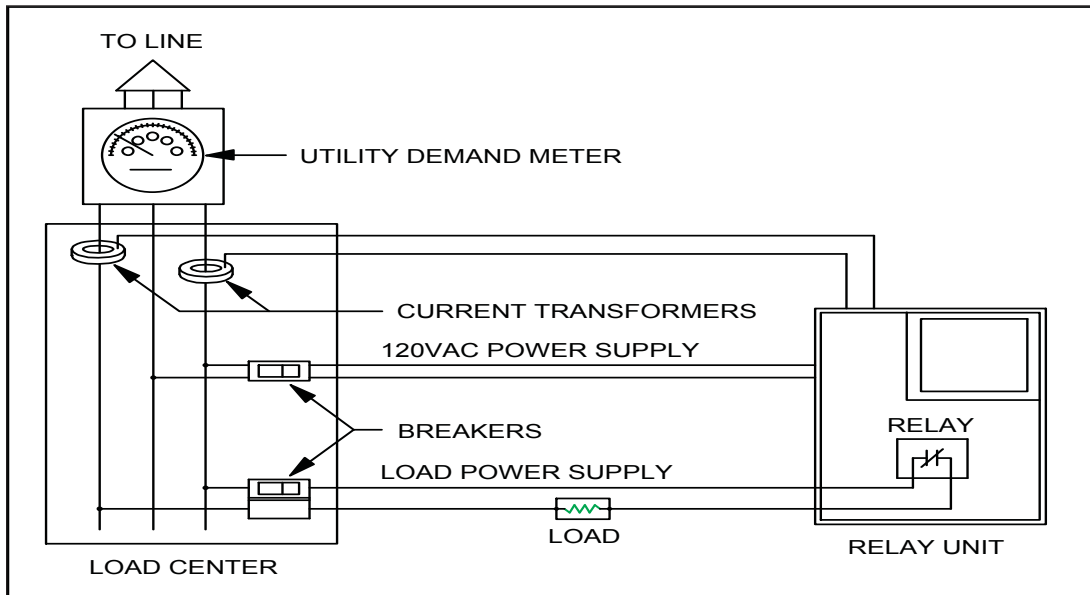 TO LINE
UTILITY DEMAND METER
CURRENT TRANSFORMERS
120VAC POWER SUPPLY
BREAKERS
RELAY
LOAD POWER SUPPLY
LOAD
RELAY UNIT
LOAD CENTER